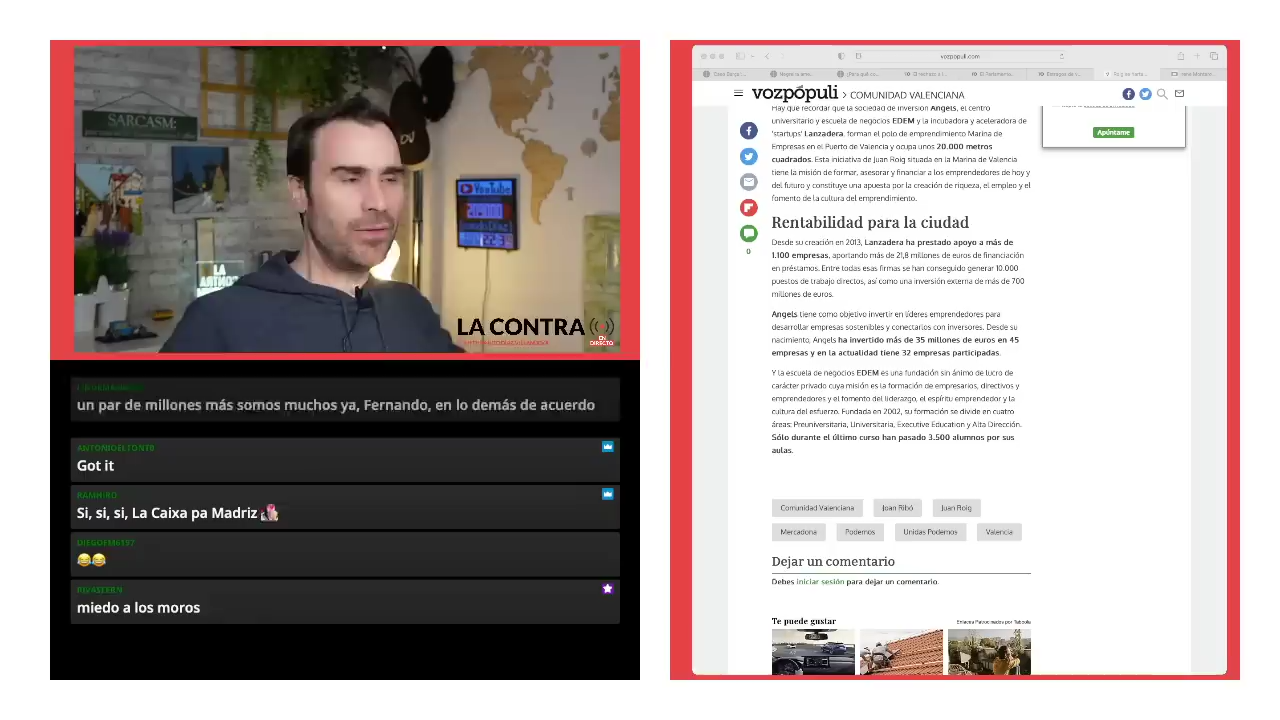 SARCASM:
YouTube
LA CONTRA
EN DIRECTO
un par de millones más somos muchos ya, Fernando, en lo demás de acuerdo
ANTONIOELTONTO
Got it
RAMHIRO
Si, si, si, La Caixa pa Madriz
miedo a los moros
vozpopuli.com
vozpópuli > COMUNIDAD VALENCIANA
Hay que recordar que la sociedad de inversión Angels, el centro
universitario y escuela de negocios EDEM y la incubadora y aceleradora de
'startups' Lanzadera, forman el polo de emprendimiento Marina de
Empresas en el Puerto de Valencia y ocupa unos 20.000 metros
cuadrados. Esta iniciativa de Juan Roig situada en la Marina de Valencia
tiene la misión de formar, asesorar y financiar a los emprendedores de hoy y
del futuro y constituye una apuesta por la creación de riqueza, el empleo y el
fomento de la cultura del emprendimiento.
Apúntame
0
Rentabilidad para la ciudad
Desde su creación en 2013, Lanzadera ha prestado apoyo a más de
1.100 empresas, aportando más de 21,8 millones de euros de financiación
en préstamos. Entre todas esas firmas se han conseguido generar 10.000
puestos de trabajo directos, así como una inversión externa de más de 700
millones de euros.
Angels tiene como objetivo invertir en líderes emprendedores para
desarrollar empresas sostenibles y conectarlos con inversores. Desde su
nacimiento, Angels ha invertido más de 35 millones de euros en 45
empresas y en la actualidad tiene 32 empresas participadas.
Y la escuela de negocios EDEM es una fundación sin ánimo de lucro de
carácter privado cuya misión es la formación de empresarios, directivos y
emprendedores y el fomento del liderazgo, el espíritu emprendedor y la
cultura del esfuerzo. Fundada en 2002, su formación se divide en cuatro
áreas: Preuniversitaria, Universitaria, Executive Education y Alta Dirección.
Sólo durante el último curso han pasado 3.500 alumnos por sus
aulas.
Comunidad Valenciana Joan Ribó Juan Roig
Mercadona Podemos Unidas Podemos Valencia
Dejar un comentario
Debes iniciar sesión para dejar un comentario.
Te puede gustar
Enlaces Patrocinados por Taboola